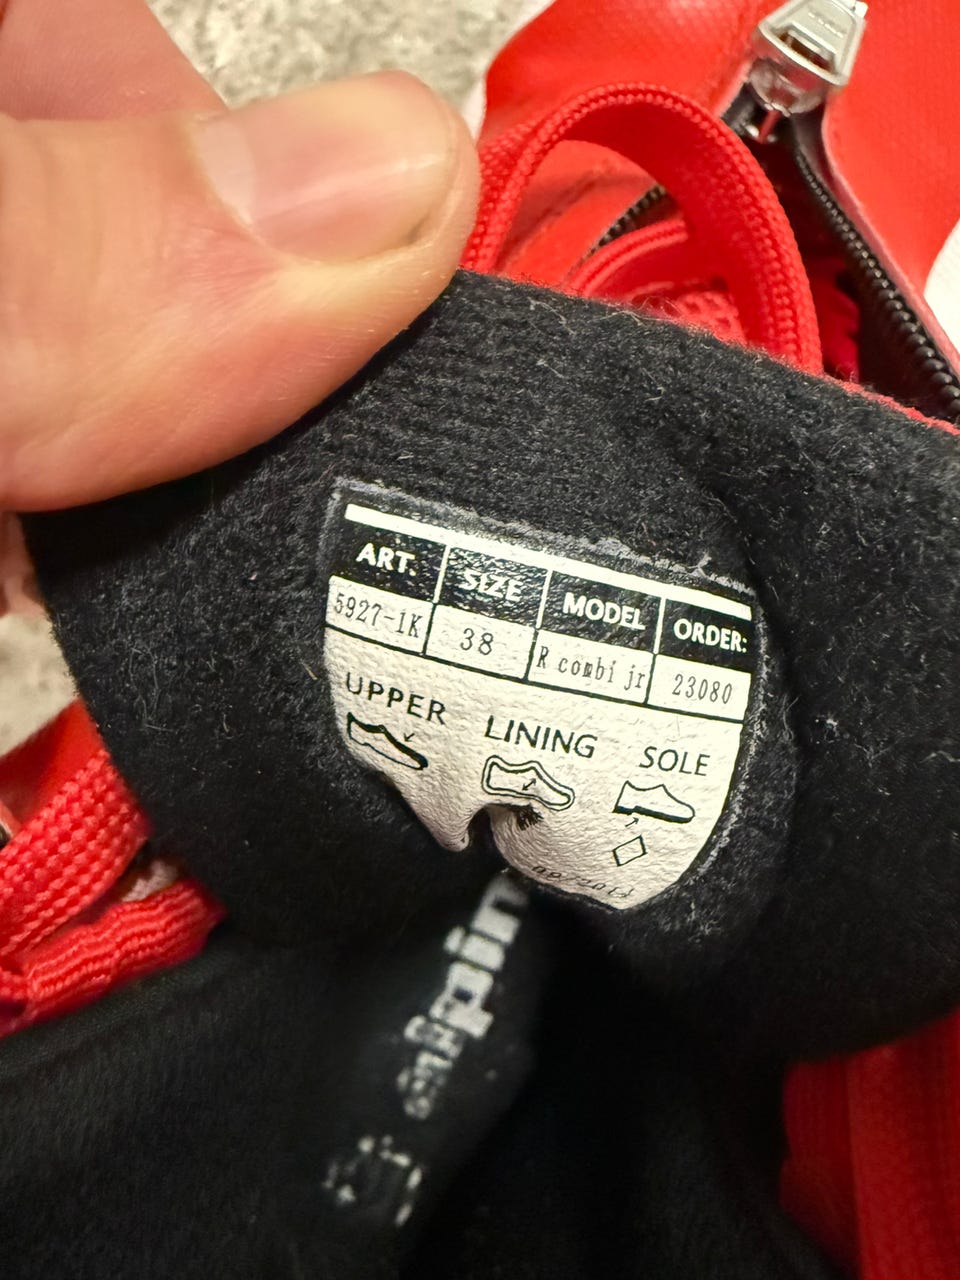 ART. SIZE MODEL ORDER:
5927-1K 38 R combi jr 23080
UPPER LINING SOLE